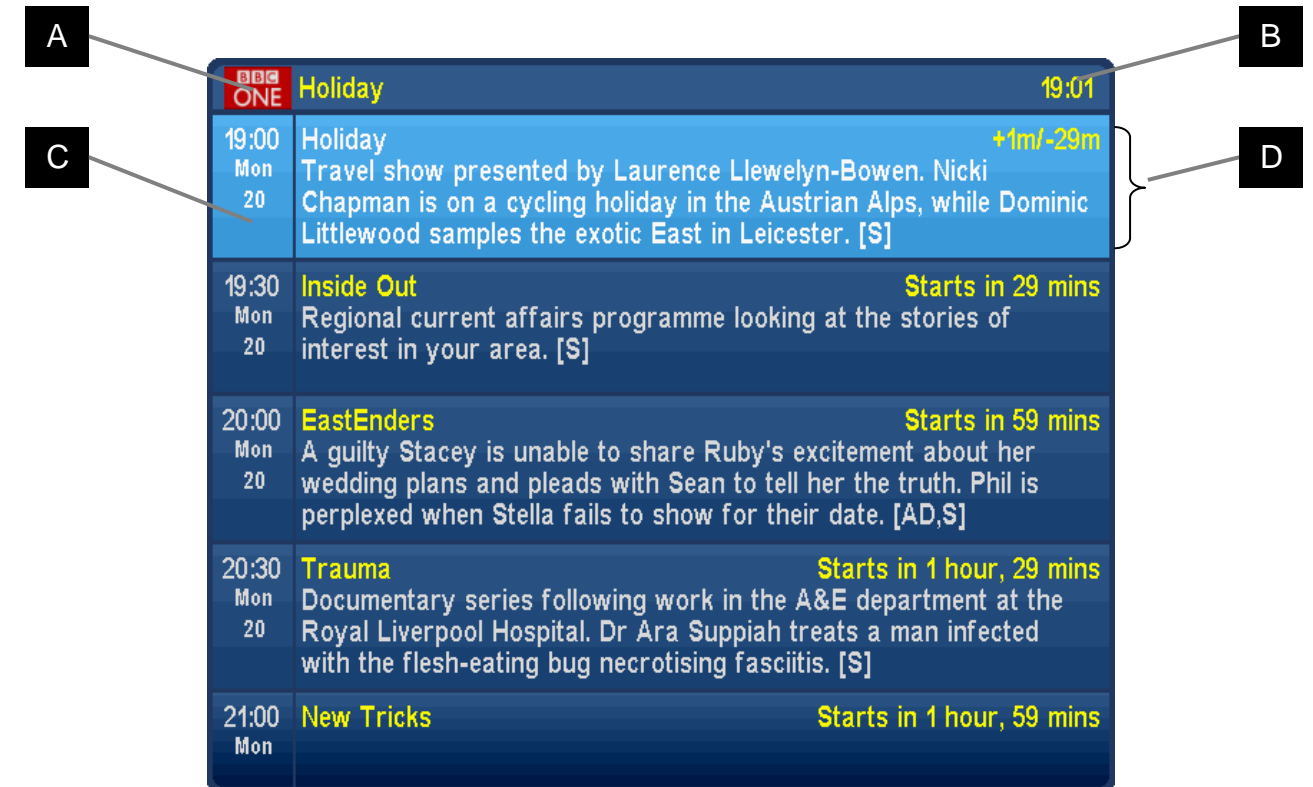 A
B
BBC
ONE
Holiday
19:01
C
D
19:00
Mon
20
Holiday
+1m/-29m
Travel show presented by Laurence Llewelyn-Bowen. Nicki
Chapman is on a cycling holiday in the Austrian Alps, while Dominic
Littlewood samples the exotic East in Leicester. [S]
19:30
Mon
20
Inside Out
Starts in 29 mins
Regional current affairs programme looking at the stories of
interest in your area. [S]
20:00
Mon
20
EastEnders
Starts in 59 mins
A guilty Stacey is unable to share Ruby's excitement about her
wedding plans and pleads with Sean to tell her the truth. Phil is
perplexed when Stella fails to show for their date. [AD,S]
20:30
Mon
20
Trauma
Starts in 1 hour, 29 mins
Documentary series following work in the A&E department at the
Royal Liverpool Hospital. Dr Ara Suppiah treats a man infected
with the flesh-eating bug necrotising fasciitis. [S]
21:00
Mon
New Tricks
Starts in 1 hour, 59 mins